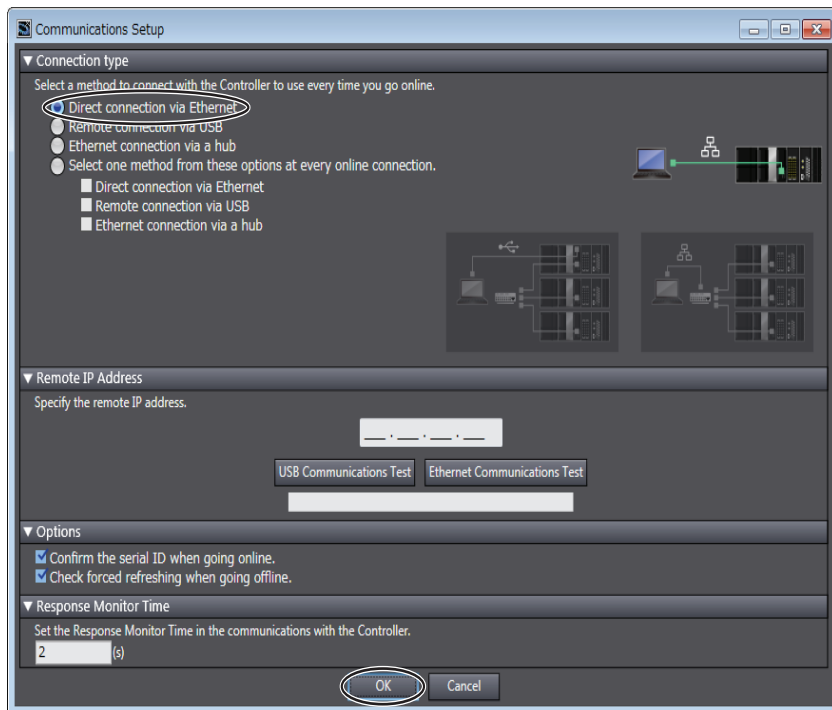 Communications Setup
▼ Connection type
Select a method to connect with the Controller to use every time you go online.
Direct connection via Ethernet
Remote connection via USB
Ethernet connection via a hub
Select one method from these options at every online connection.
Direct connection via Ethernet
Remote connection via USB
Ethernet connection via a hub
▼ Remote IP Address
Specify the remote IP address.
___ . ___ . ___ . ___
USB Communications Test Ethernet Communications Test
▼ Options
Confirm the serial ID when going online.
Check forced refreshing when going offline.
▼ Response Monitor Time
Set the Response Monitor Time in the communications with the Controller.
2 (s)
OK Cancel